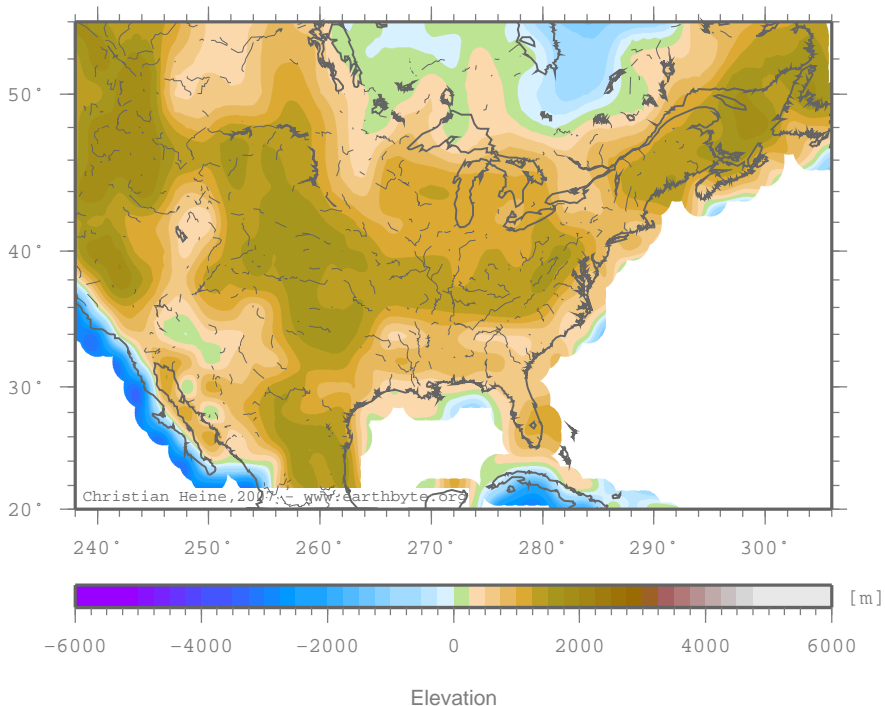 50°
40°
30°
20°
Christian Heine,2007 – www.earthbyte.org
240° 250° 260° 270° 280° 290° 300°
[m]
-6000 -4000 -2000 0 2000 4000 6000
Elevation